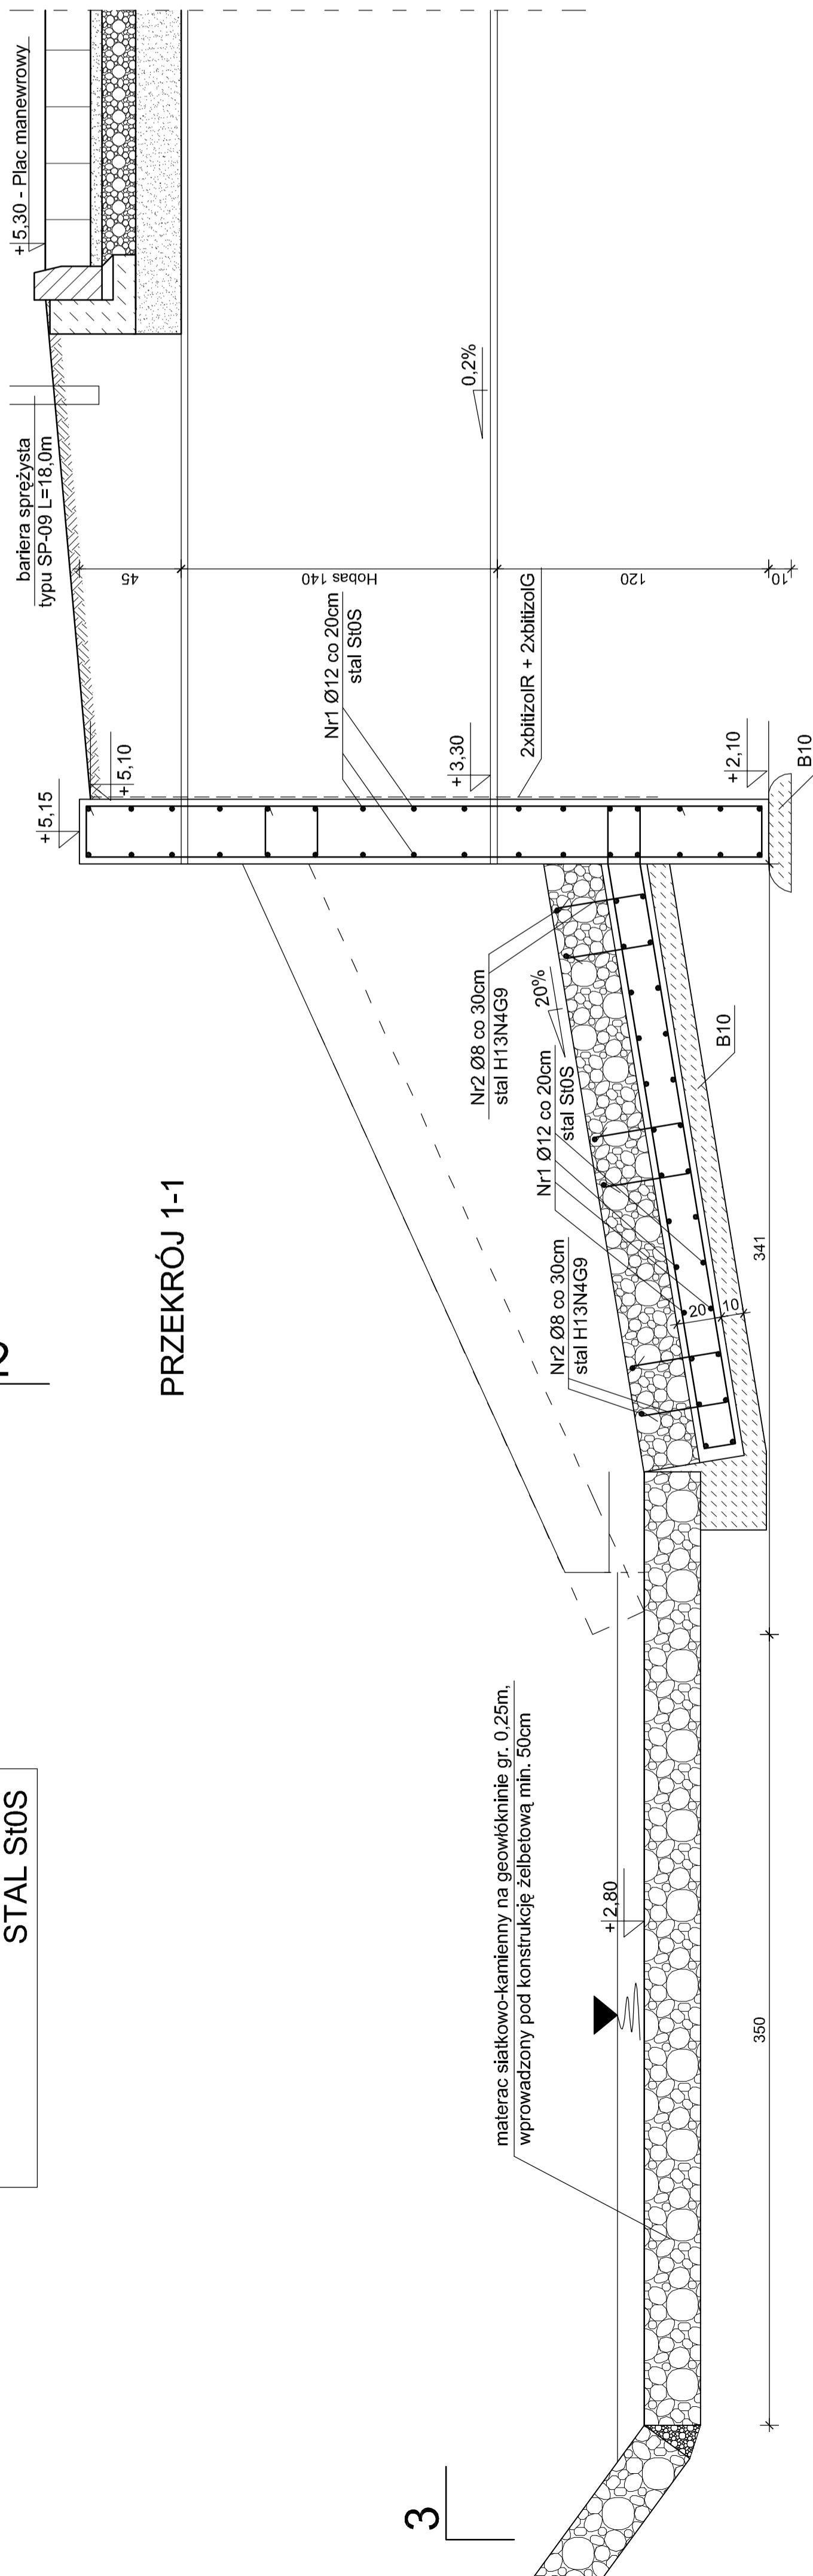 STAL St0S
PRZEKRÓJ 1-1
+ 5,30 - Plac manewrowy
bariera sprężysta
typu SP-09 L=18,0m
+ 5,15
+ 5,10
45
Hobas 140
120
10
0,2%
Nr1 Ø12 co 20cm
stal St0S
+ 3,30
2xbitizolR + 2xbitizolG
+ 2,10
B10
Nr2 Ø8 co 30cm
stal H13N4G9
20%
Nr1 Ø12 co 20cm
stal St0S
B10
Nr2 Ø8 co 30cm
stal H13N4G9
20
10
341
materac siatkowo-kamienny na geowłókninie gr. 0,25m,
wprowadzony pod konstrukcję żelbetową min. 50cm
+ 2,80
350
3